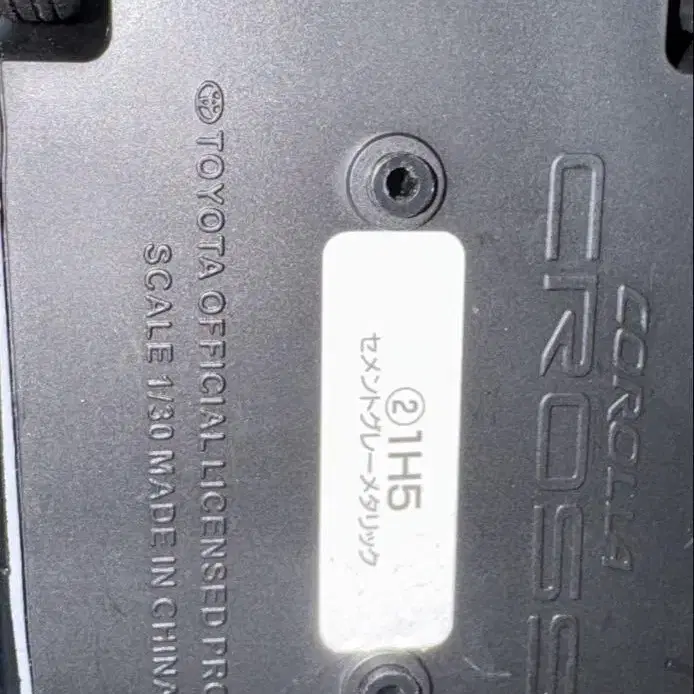 COROLLA
CROSS
②1H5
セメントグレーメタリック
TOYOTA OFFICIAL LICENSED PRO
SCALE 1/30 MADE IN CHINA